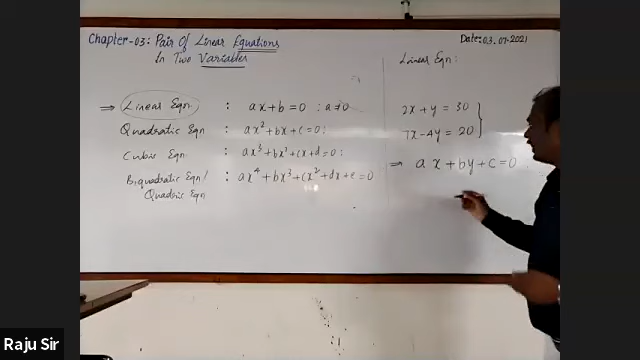 Chapter-03: Pair Of Linear Equations
In Two Variables
Date: 03.07.2021
⇒ Linear Eqn : ax+b=0 : a≠0
Quadratic Eqn : ax²+bx+c=0:
Cubic Eqn : ax³+bx²+cx+d=0:
Biquadratic Eqn/ : ax⁴+bx³+cx²+dx+e=0
Quadric Eqn
Linear Eqn:
2x+y=30
7x-4y=20
⇒ ax+by+c=0
Raju Sir